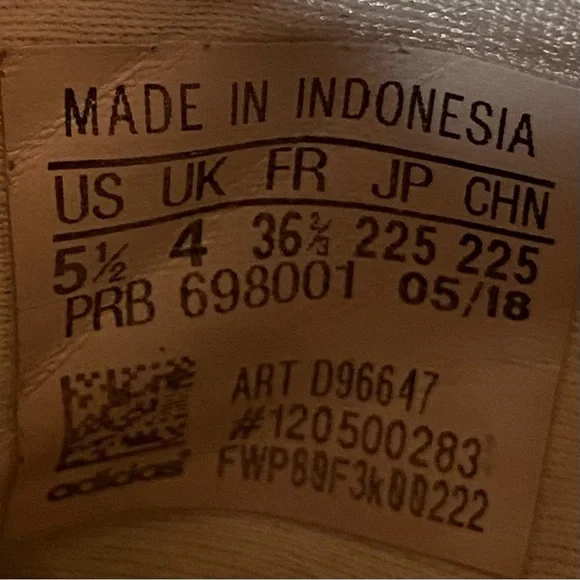 MADE IN INDONESIA
US UK FR JP CHN
5½ 4 36⅔ 225 225
PRB 698001 05/18
ART D96647
#120500283
FWP80F3k00222
adidas